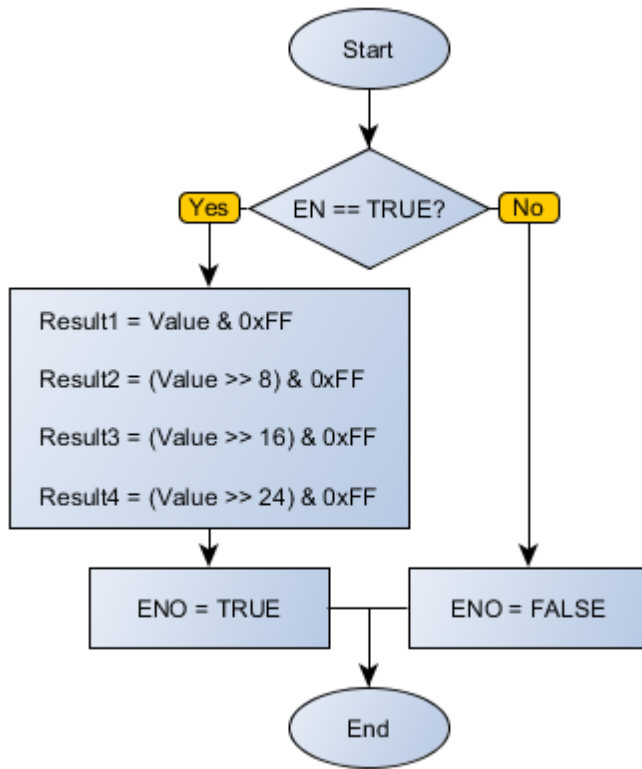 Start
EN == TRUE?
Yes
No
Result1 = Value & 0xFF
Result2 = (Value >> 8) & 0xFF
Result3 = (Value >> 16) & 0xFF
Result4 = (Value >> 24) & 0xFF
ENO = TRUE
ENO = FALSE
End